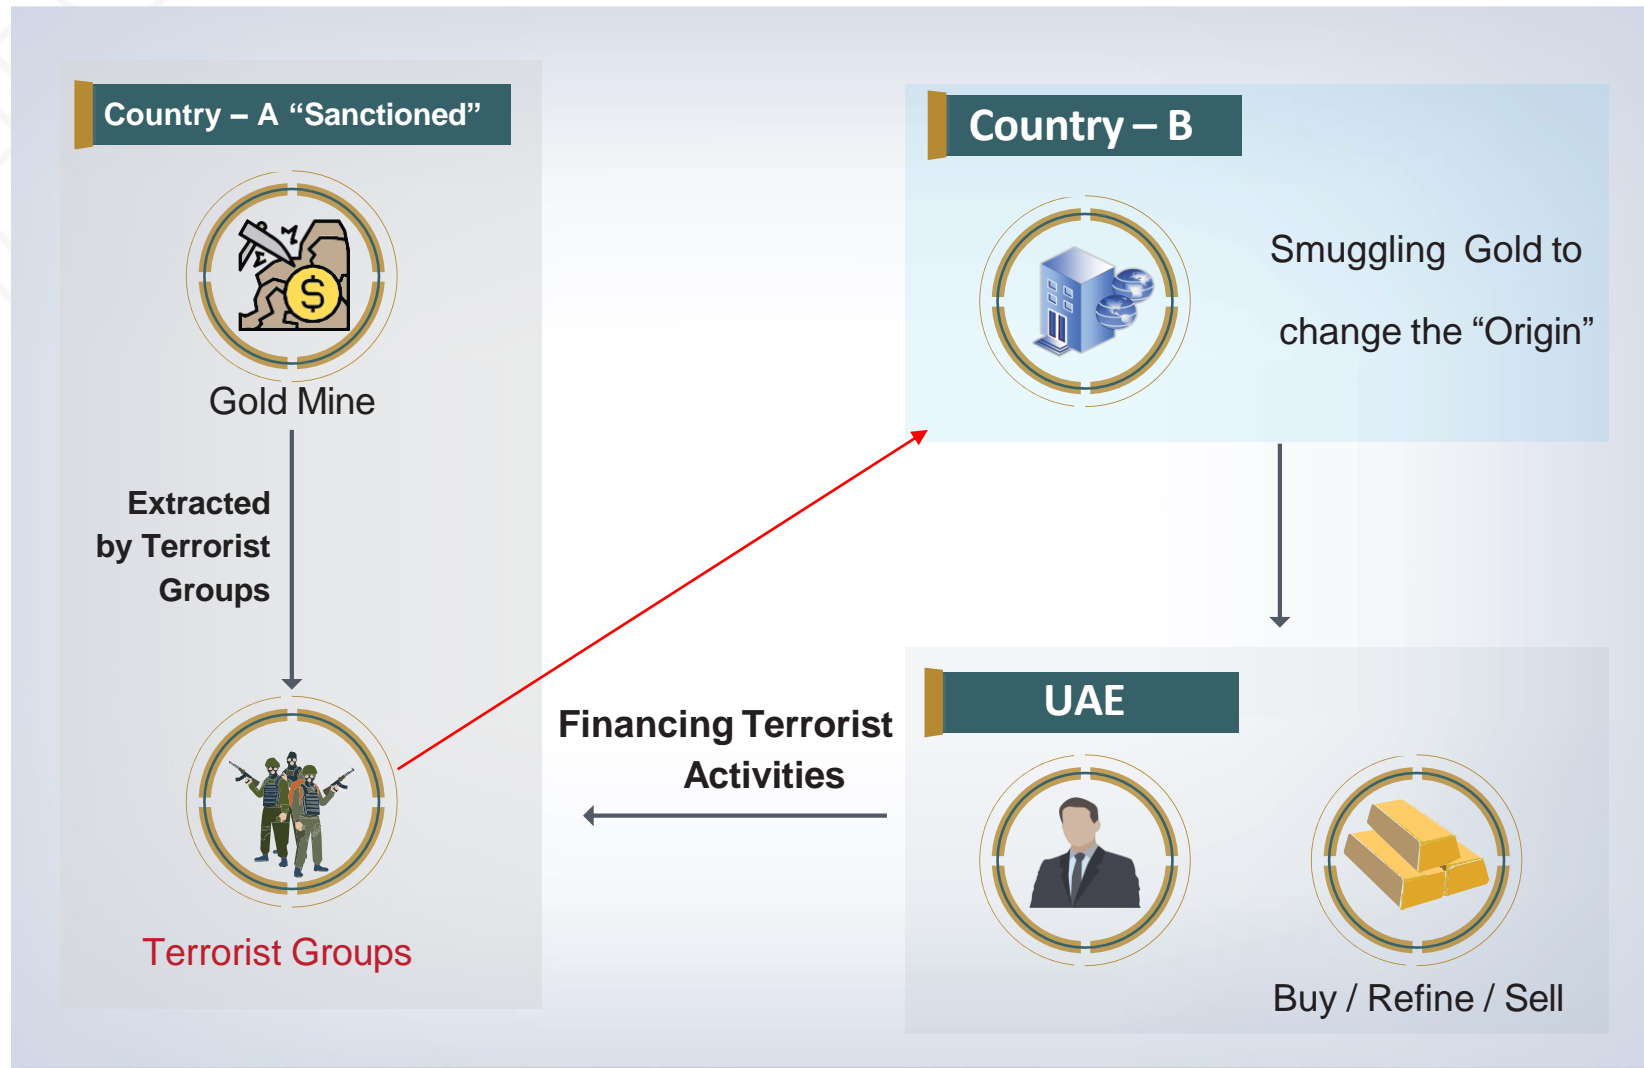 Country – A “Sanctioned”
Gold Mine
Extracted
by Terrorist
Groups
Terrorist Groups
Country – B
Smuggling Gold to
change the “Origin”
Financing Terrorist
Activities
UAE
Buy / Refine / Sell